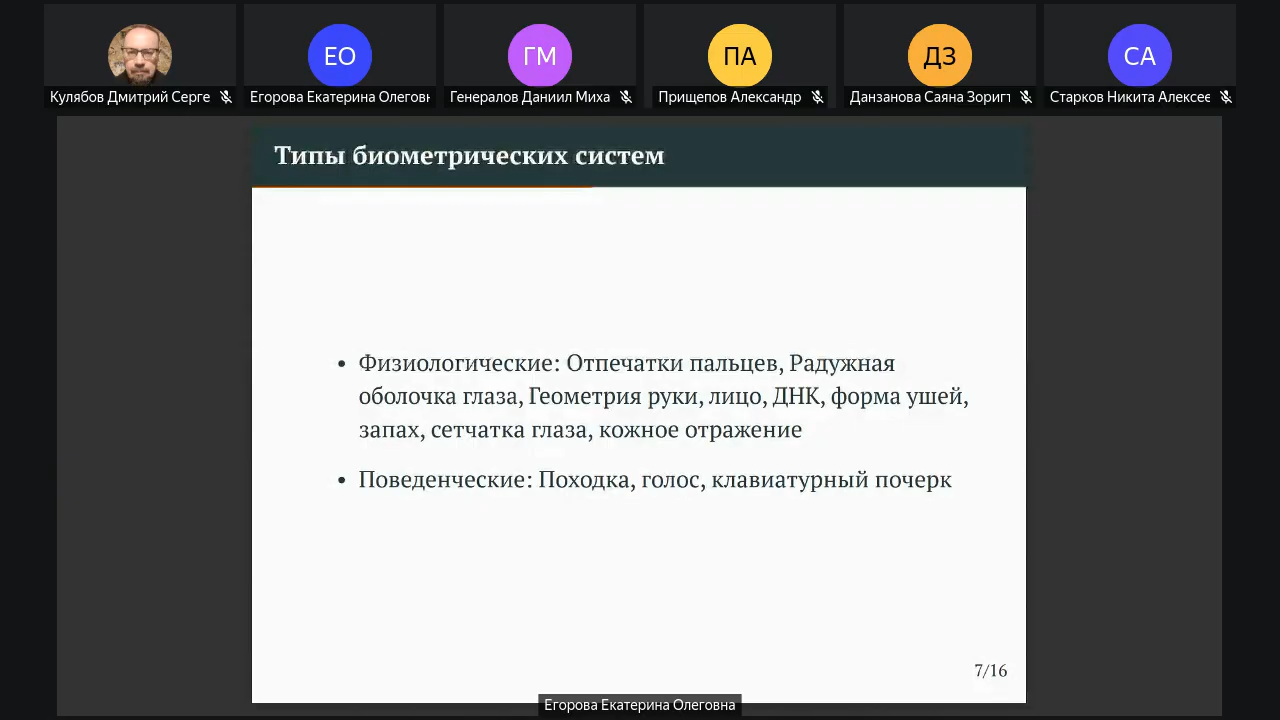 ЕО
ГМ
ПА
ДЗ
СА
Кулябов Дмитрий Серге
Егорова Екатерина Олегов
Генералов Даниил Миха
Прищепов Александр
Данзанова Саяна Зориг
Старков Никита Алексее
Типы биометрических систем
• Физиологические: Отпечатки пальцев, Радужная
оболочка глаза, Геометрия руки, лицо, ДНК, форма ушей,
запах, сетчатка глаза, кожное отражение
• Поведенческие: Походка, голос, клавиатурный почерк
7/16
Егорова Екатерина Олеговна